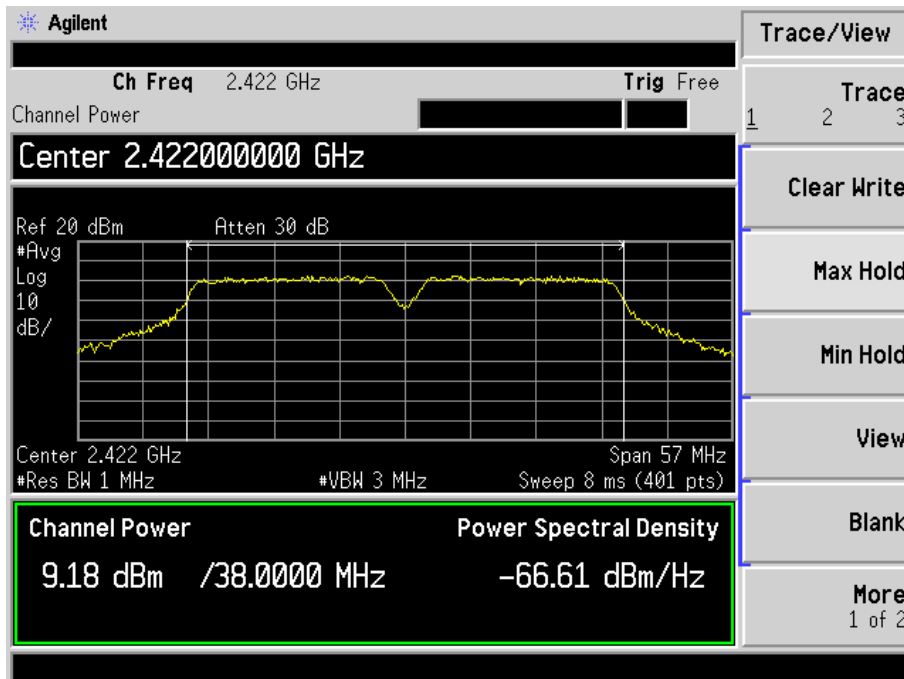 Agilent
Trace/View
Ch Freq 2.422 GHz Trig Free
Channel Power
Trace
1 2 3
Center 2.422000000 GHz
Clear Write
Ref 20 dBm Atten 30 dB
#Avg
Log
10
dB/
Max Hold
Min Hold
View
Center 2.422 GHz Span 57 MHz
#Res BW 1 MHz #VBW 3 MHz Sweep 8 ms (401 pts)
Channel Power Power Spectral Density
Blank
9.18 dBm /38.0000 MHz -66.61 dBm/Hz
More
1 of 2